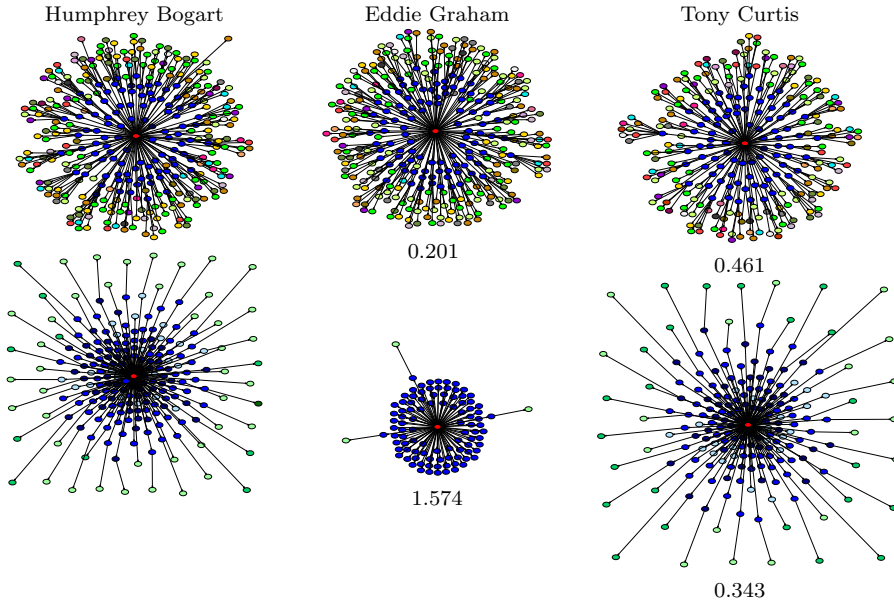 Humphrey Bogart
Eddie Graham
Tony Curtis
0.201
0.461
1.574
0.343